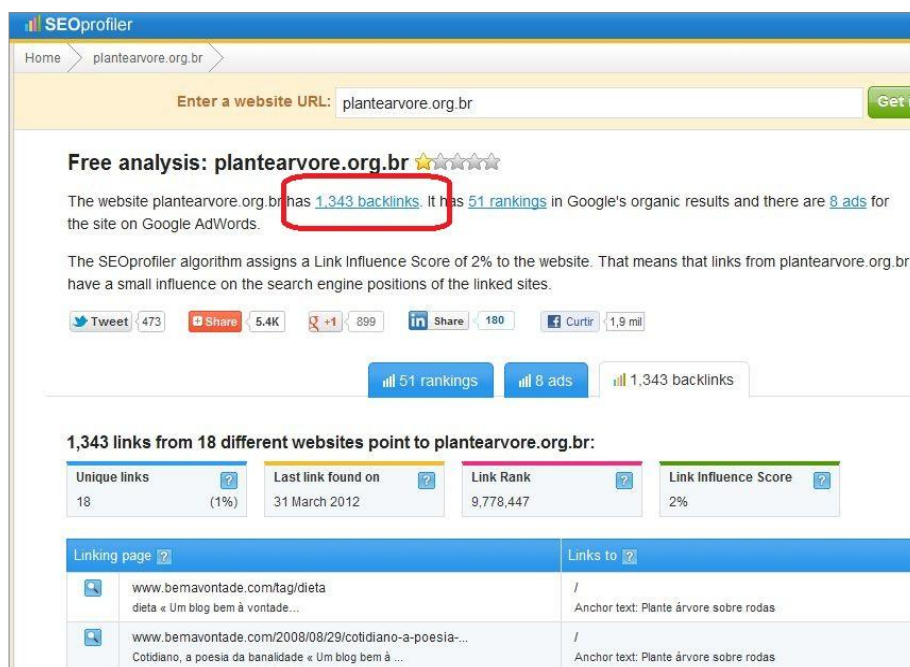 SEOprofiler
Home plantearvore.org.br
Enter a website URL: plantearvore.org.br Get
Free analysis: plantearvore.org.br
The website plantearvore.org.br has 1,343 backlinks. It has 51 rankings in Google's organic results and there are 8 ads for
the site on Google AdWords.
The SEOprofiler algorithm assigns a Link Influence Score of 2% to the website. That means that links from plantearvore.org.br
have a small influence on the search engine positions of the linked sites.
Tweet 473 Share 5.4K +1 899 in Share 180 f Curtir 1,9 mil
51 rankings 8 ads 1,343 backlinks
1,343 links from 18 different websites point to plantearvore.org.br:
Unique links ? Last link found on ? Link Rank ? Link Influence Score ?
18 (1%) 31 March 2012 9,778,447 2%
Linking page ? Links to ?
www.bemavontade.com/tag/dieta /
dieta « Um blog bem à vontade... Anchor text: Plante árvore sobre rodas
www.bemavontade.com/2008/08/29/cotidiano-a-poesia-... /
Cotidiano, a poesia da banalidade « Um blog bem à ... Anchor text: Plante árvore sobre rodas